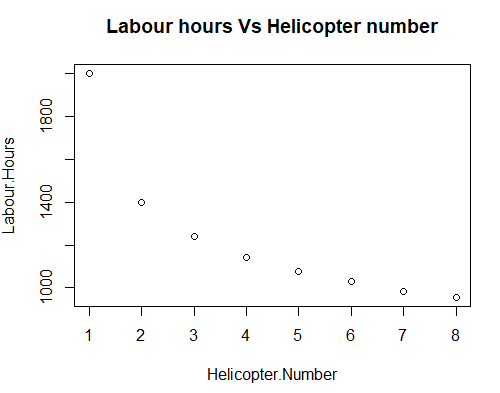 Labour hours Vs Helicopter number
Labour.Hours
1800
1400
1000
1 2 3 4 5 6 7 8
Helicopter.Number